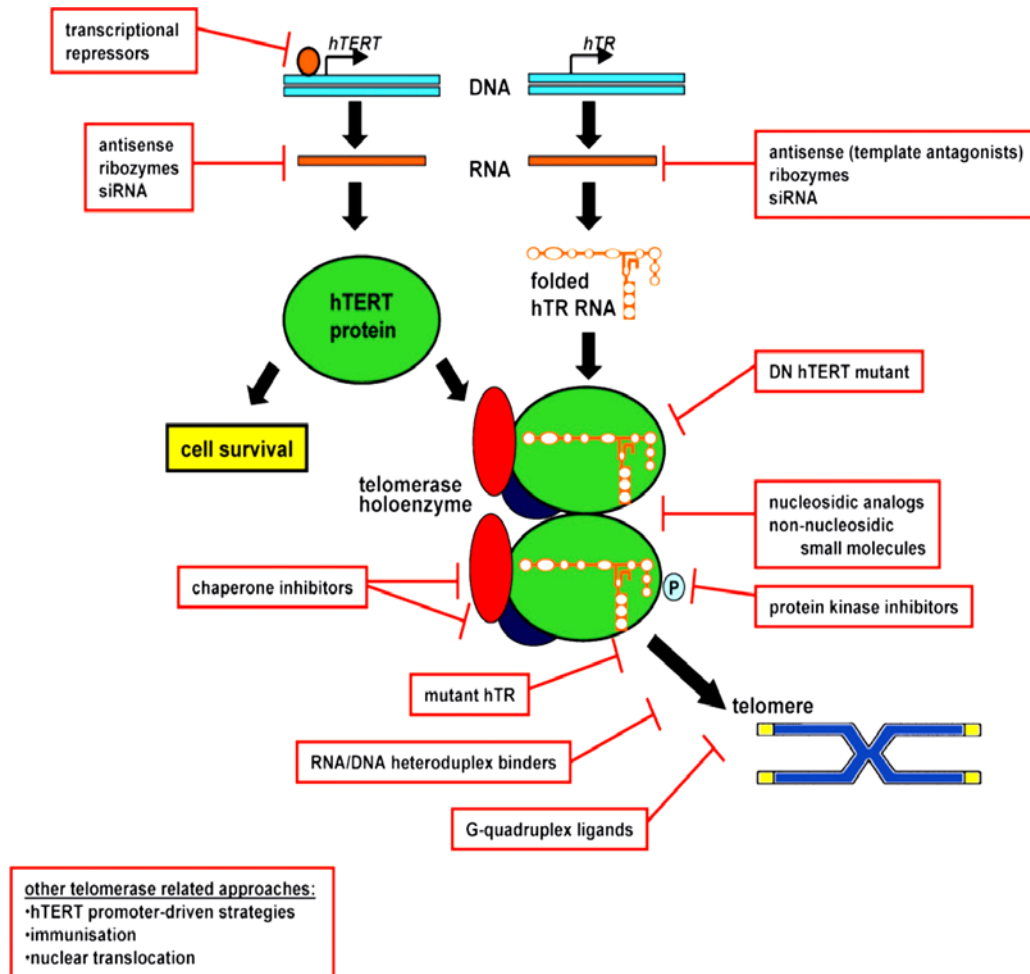 transcriptional
repressors
hTERT
hTR
DNA
antisense
ribozymes
siRNA
RNA
antisense (template antagonists)
ribozymes
siRNA
hTERT
protein
folded
hTR RNA
DN hTERT mutant
cell survival
telomerase
holoenzyme
nucleosidic analogs
non-nucleosidic
small molecules
chaperone inhibitors
P
protein kinase inhibitors
mutant hTR
telomere
RNA/DNA heteroduplex binders
G-quadruplex ligands
other telomerase related approaches:
•hTERT promoter-driven strategies
•immunisation
•nuclear translocation